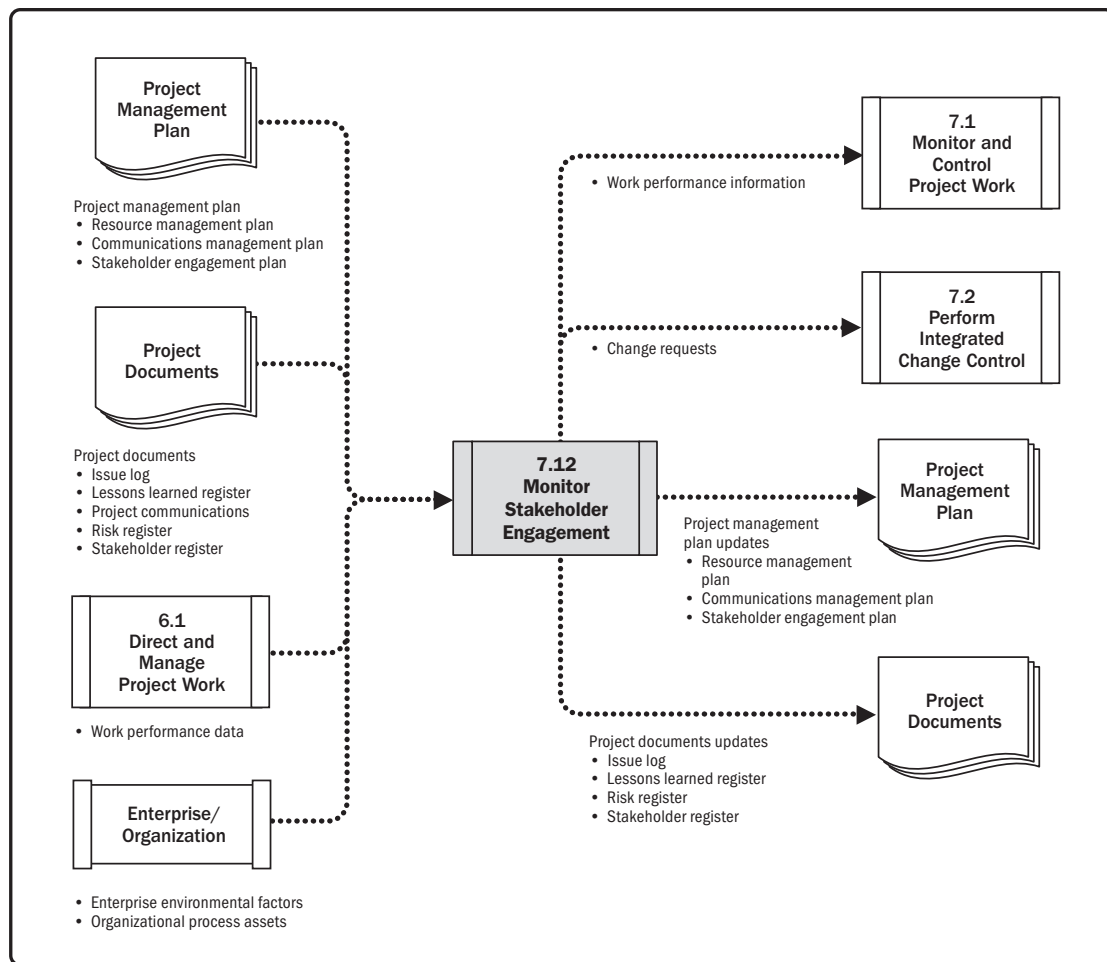 Project
Management
Plan
Project management plan
• Resource management plan
• Communications management plan
• Stakeholder engagement plan
Project
Documents
Project documents
• Issue log
• Lessons learned register
• Project communications
• Risk register
• Stakeholder register
6.1
Direct and
Manage
Project Work
• Work performance data
Enterprise/
Organization
• Enterprise environmental factors
• Organizational process assets
7.12
Monitor
Stakeholder
Engagement
• Work performance information
7.1
Monitor and
Control
Project Work
• Change requests
7.2
Perform
Integrated
Change Control
Project management
plan updates
• Resource management
plan
• Communications management plan
• Stakeholder engagement plan
Project
Management
Plan
Project documents updates
• Issue log
• Lessons learned register
• Risk register
• Stakeholder register
Project
Documents